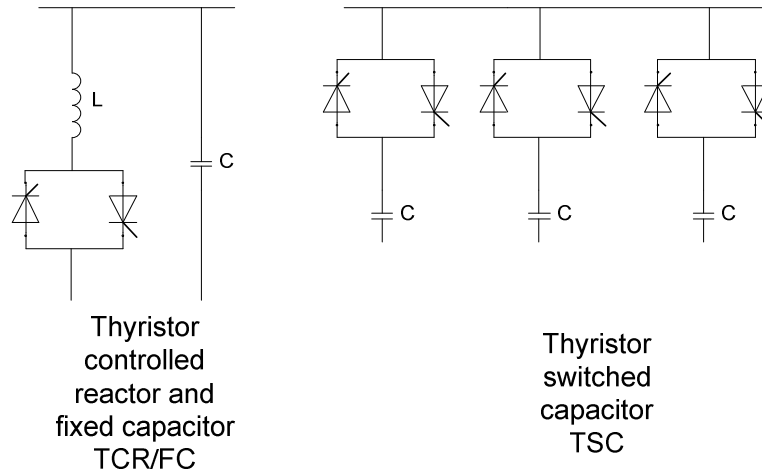 L
C
C
C
C
Thyristor
controlled
reactor and
fixed capacitor
TCR/FC
Thyristor
switched
capacitor
TSC